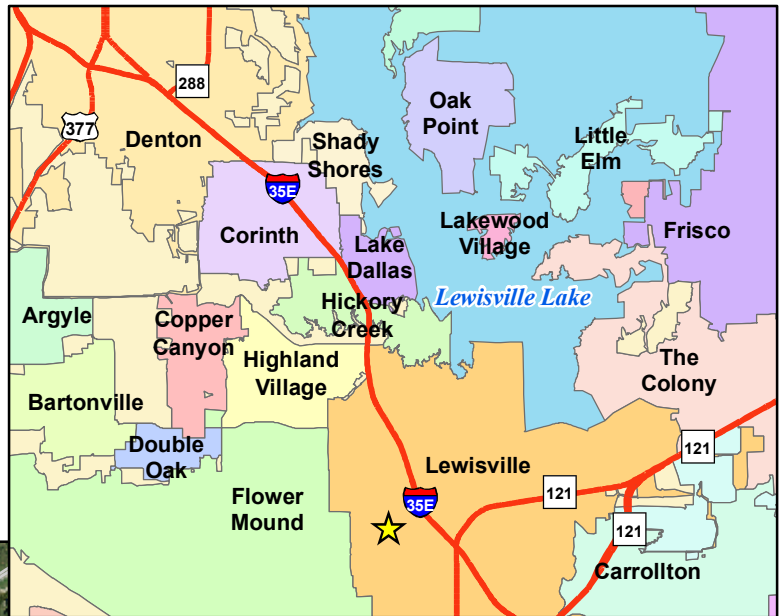 288
Oak
Point
377
Denton
Shady
Shores
Little
Elm
35E
Corinth
Lakewood
Village
Frisco
Lake
Dallas
Lewisville Lake
Argyle
Copper
Canyon
Hickory
Creek
Highland
Village
The
Colony
Bartonville
Double
Oak
121
Lewisville
Flower
Mound
121
35E
121
Carrollton